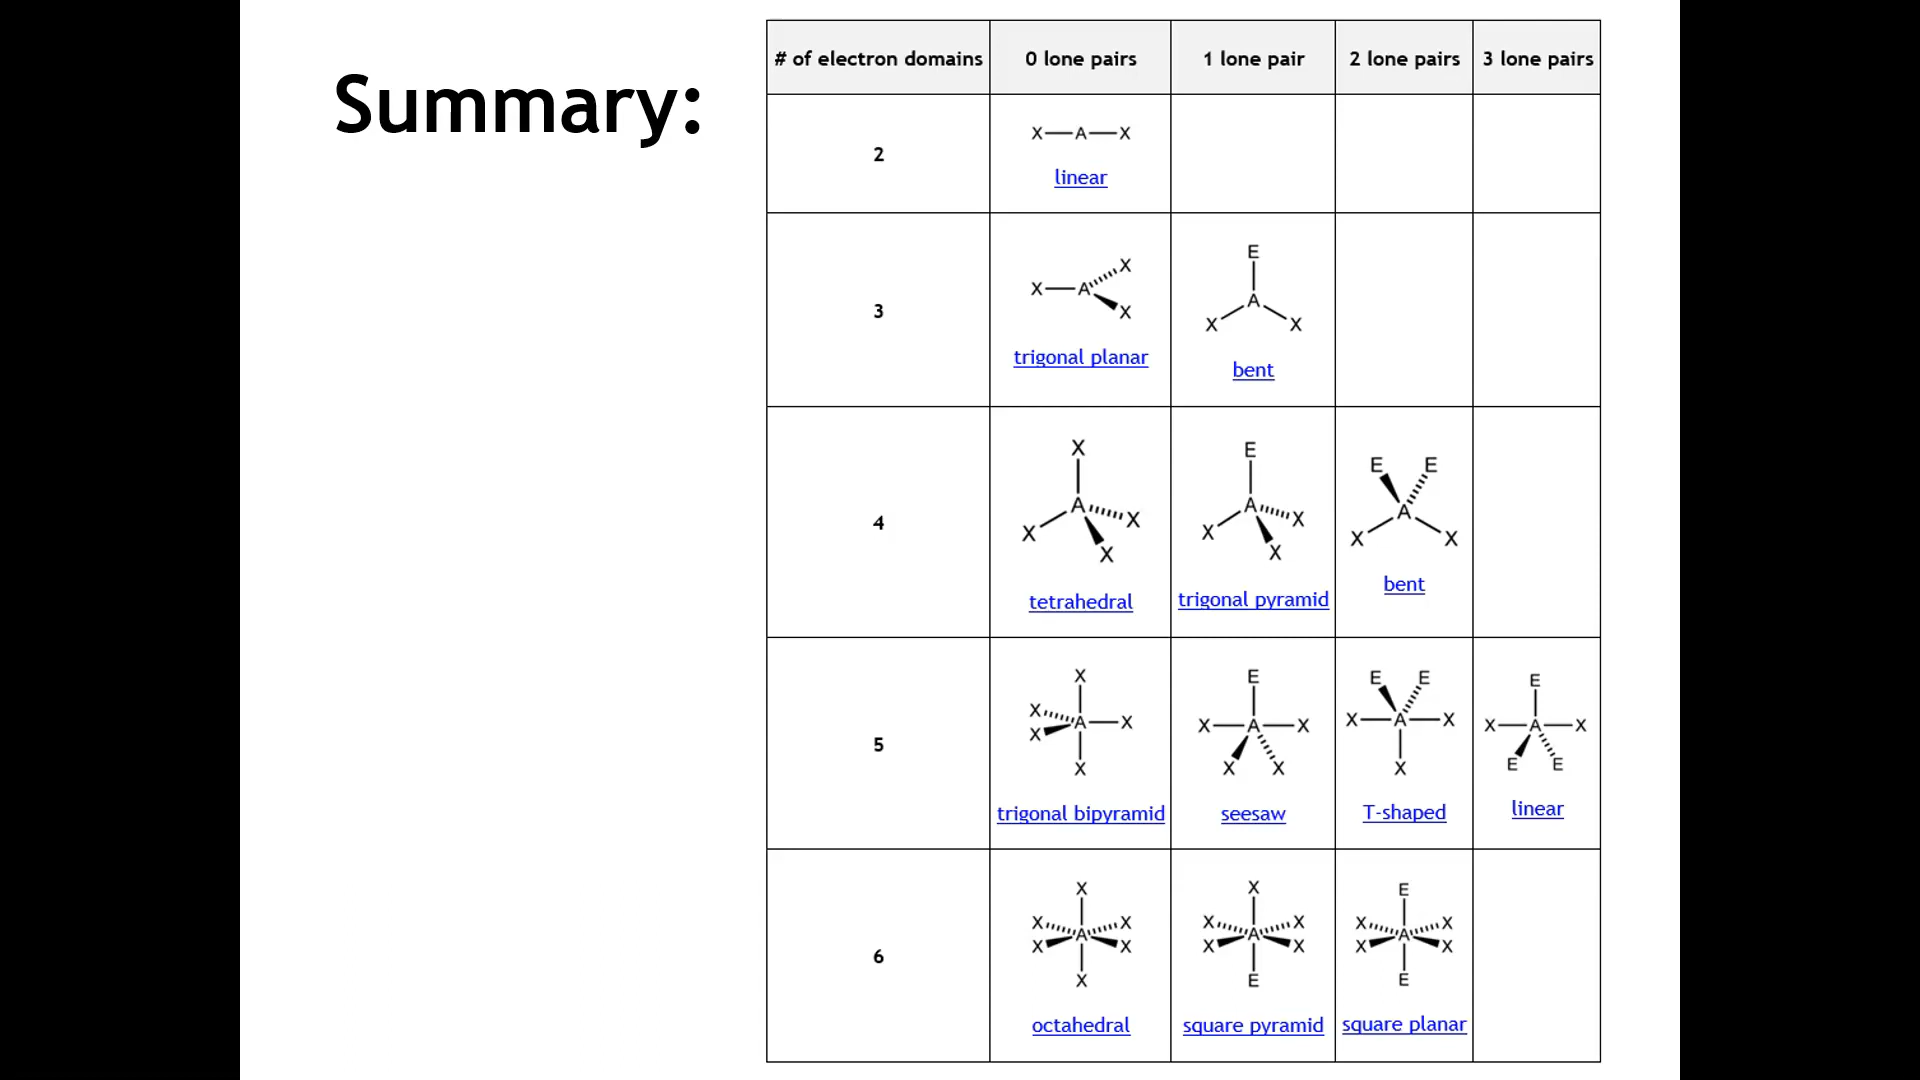 Summary:
# of electron domains 0 lone pairs 1 lone pair 2 lone pairs 3 lone pairs
2
X A X
linear
3
X A X X
trigonal planar
E A X X
bent
4
X A X X X
tetrahedral
E A X X X
trigonal pyramid
E E A X X
bent
5
X X A X X X
trigonal bipyramid
E X A X X X
seesaw
E E X A X X
T-shaped
E X A X E E
linear
6
X X X A X X X
octahedral
X X X A X X E
square pyramid
E X X A X X E
square planar